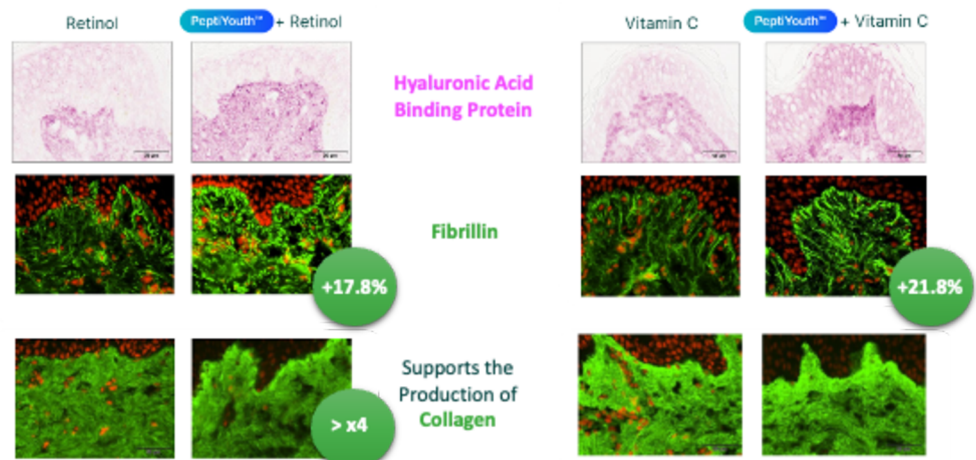 Retinol
PeptiYouth™ + Retinol
Vitamin C
PeptiYouth™ + Vitamin C
Hyaluronic Acid
Binding Protein
Fibrillin
+17.8%
+21.8%
Supports the
Production of
Collagen
> x4